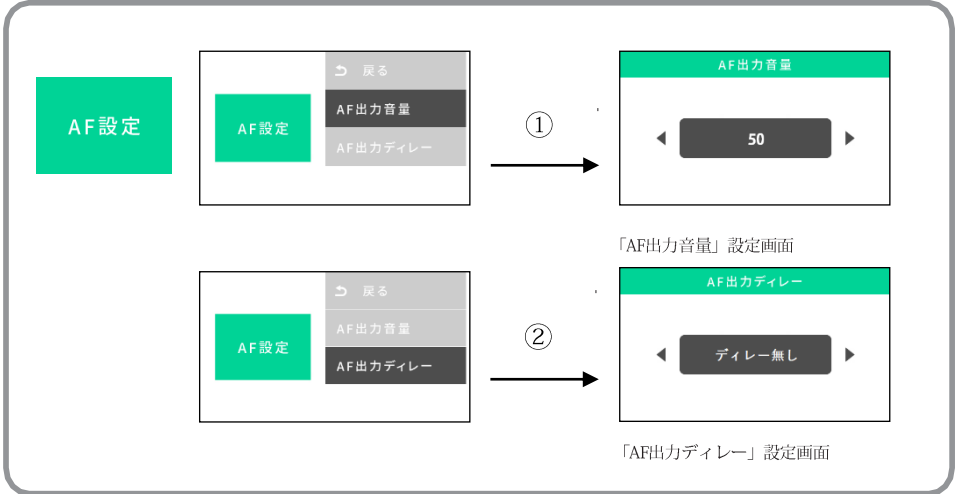 AF設定
AF設定
戻る
AF出力音量
AF出力ディレー
①
AF出力音量
50
「AF出力音量」設定画面
AF設定
戻る
AF出力音量
AF出力ディレー
②
AF出力ディレー
ディレー無し
「AF出力ディレー」設定画面